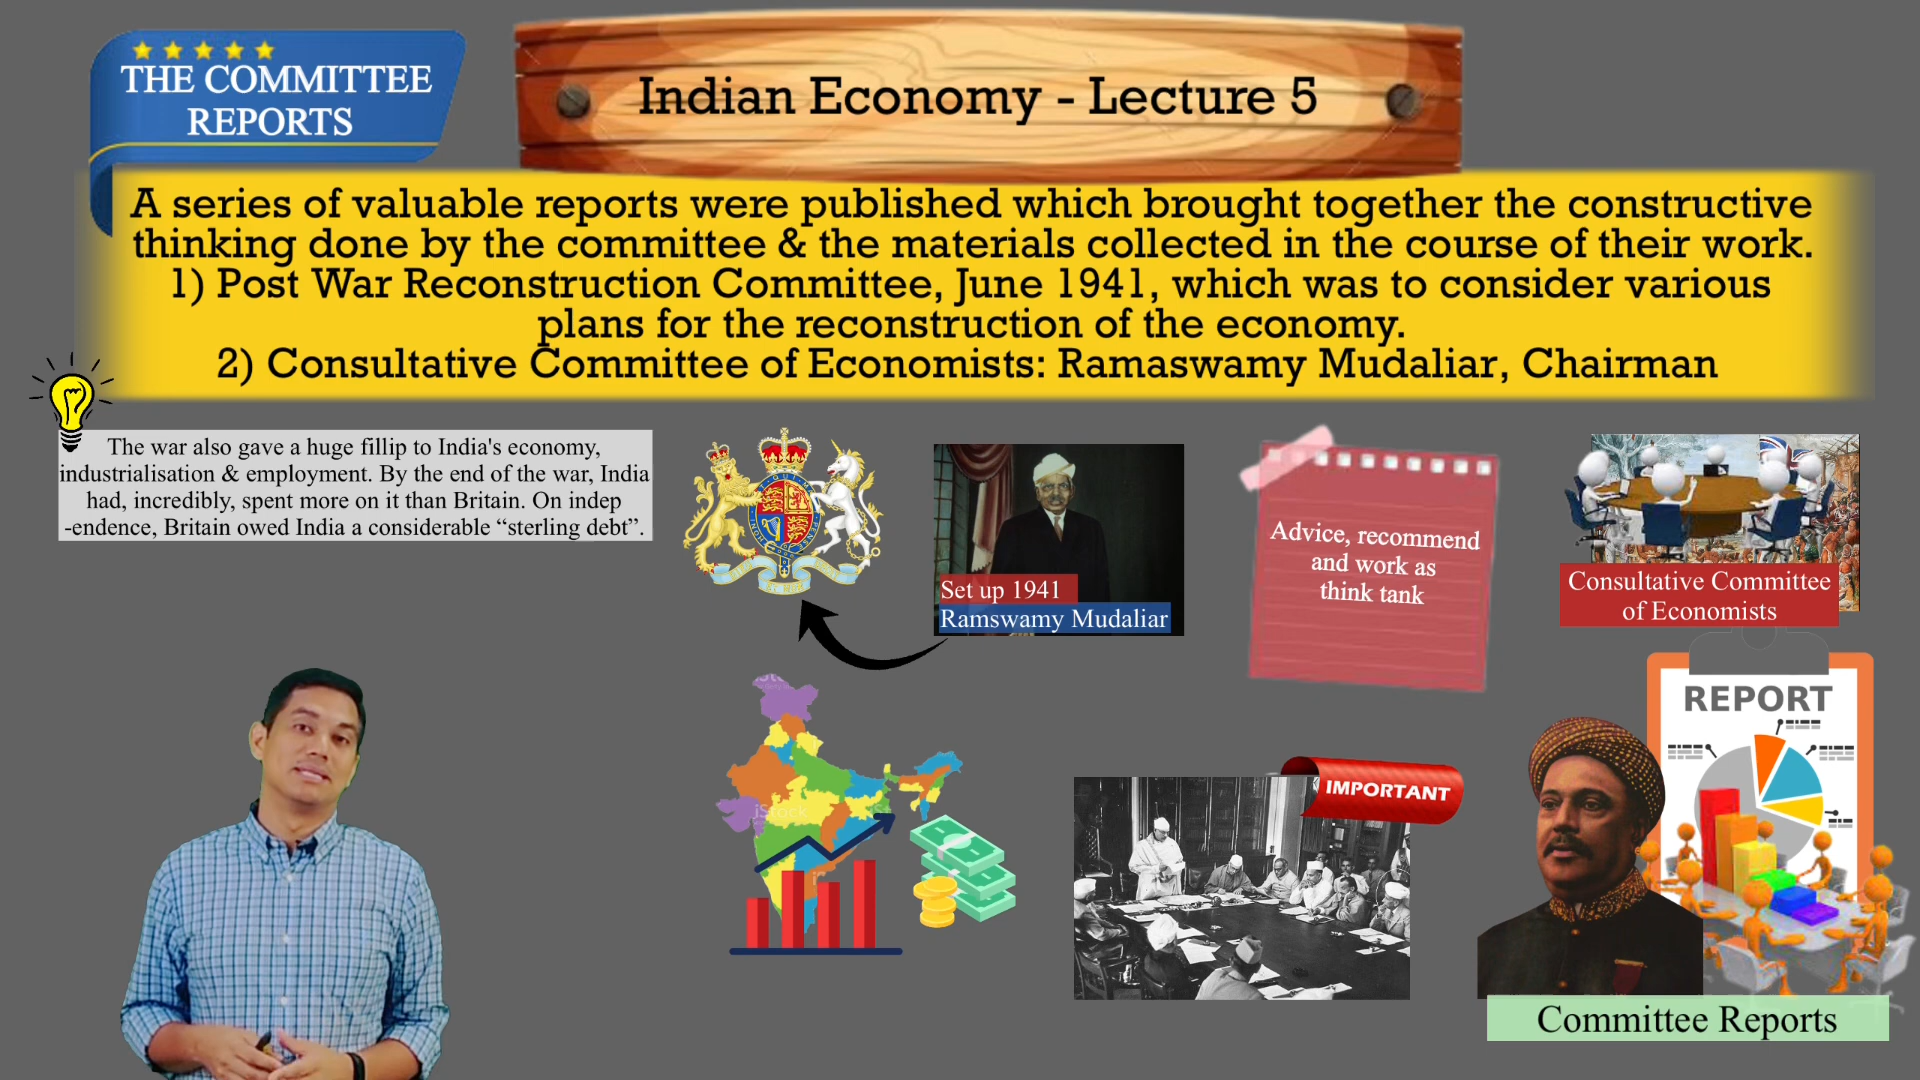 THE COMMITTEE
REPORTS
Indian Economy - Lecture 5
A series of valuable reports were published which brought together the constructive
thinking done by the committee & the materials collected in the course of their work.
1) Post War Reconstruction Committee, June 1941, which was to consider various
plans for the reconstruction of the economy.
2) Consultative Committee of Economists: Ramaswamy Mudaliar, Chairman
The war also gave a huge fillip to India's economy,
industrialisation & employment. By the end of the war, India
had, incredibly, spent more on it than Britain. On indep
-endence, Britain owed India a considerable “sterling debt”.
Set up 1941
Ramswamy Mudaliar
Advice, recommend
and work as
think tank
Consultative Committee
of Economists
REPORT
iStock
IMPORTANT
Committee Reports